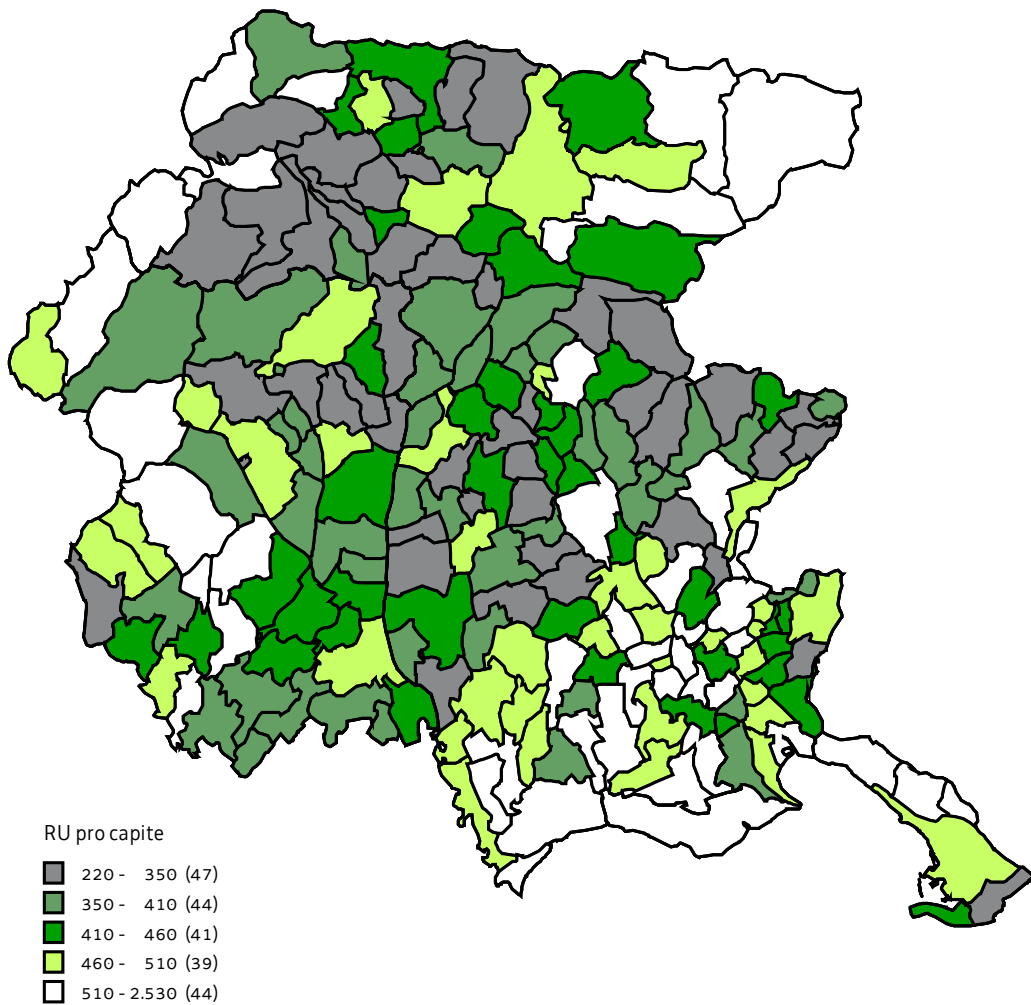 RU pro capite
220 - 350 (47)
350 - 410 (44)
410 - 460 (41)
460 - 510 (39)
510 - 2.530 (44)